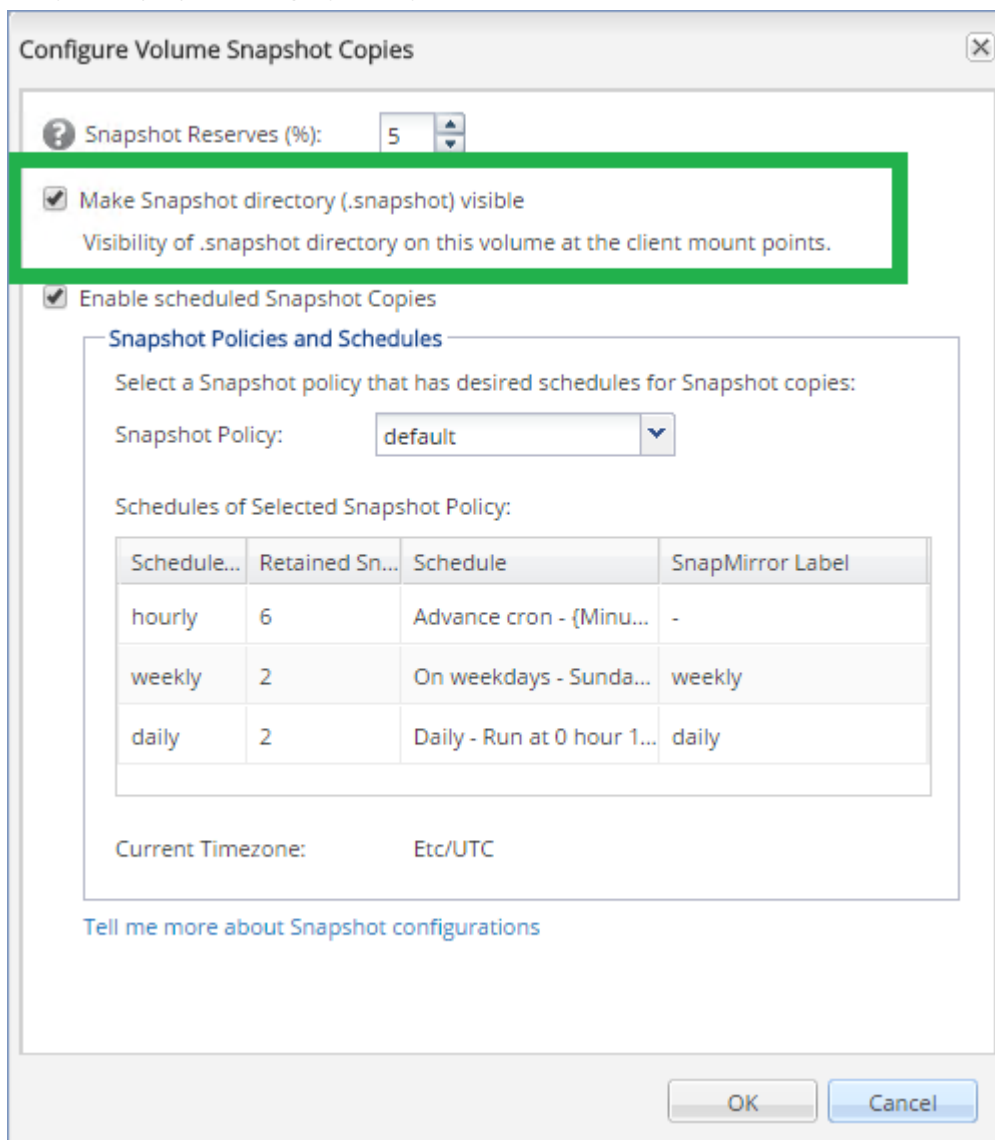 Configure Volume Snapshot Copies
Snapshot Reserves (%): 5
Make Snapshot directory (.snapshot) visible
Visibility of .snapshot directory on this volume at the client mount points.
Enable scheduled Snapshot Copies
Snapshot Policies and Schedules
Select a Snapshot policy that has desired schedules for Snapshot copies:
Snapshot Policy: default
Schedules of Selected Snapshot Policy:
Schedule... Retained Sn... Schedule SnapMirror Label
hourly 6 Advance cron - {Minu... -
weekly 2 On weekdays - Sunda... weekly
daily 2 Daily - Run at 0 hour 1... daily
Current Timezone: Etc/UTC
Tell me more about Snapshot configurations
OK Cancel